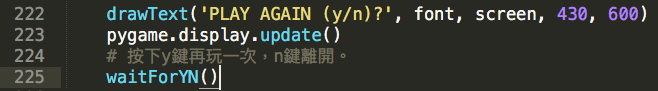 222 drawText('PLAY AGAIN (y/n)?', font, screen, 430, 600)
223 pygame.display.update()
224 # 按下y鍵再玩一次，n鍵離開。
225 waitForYN()